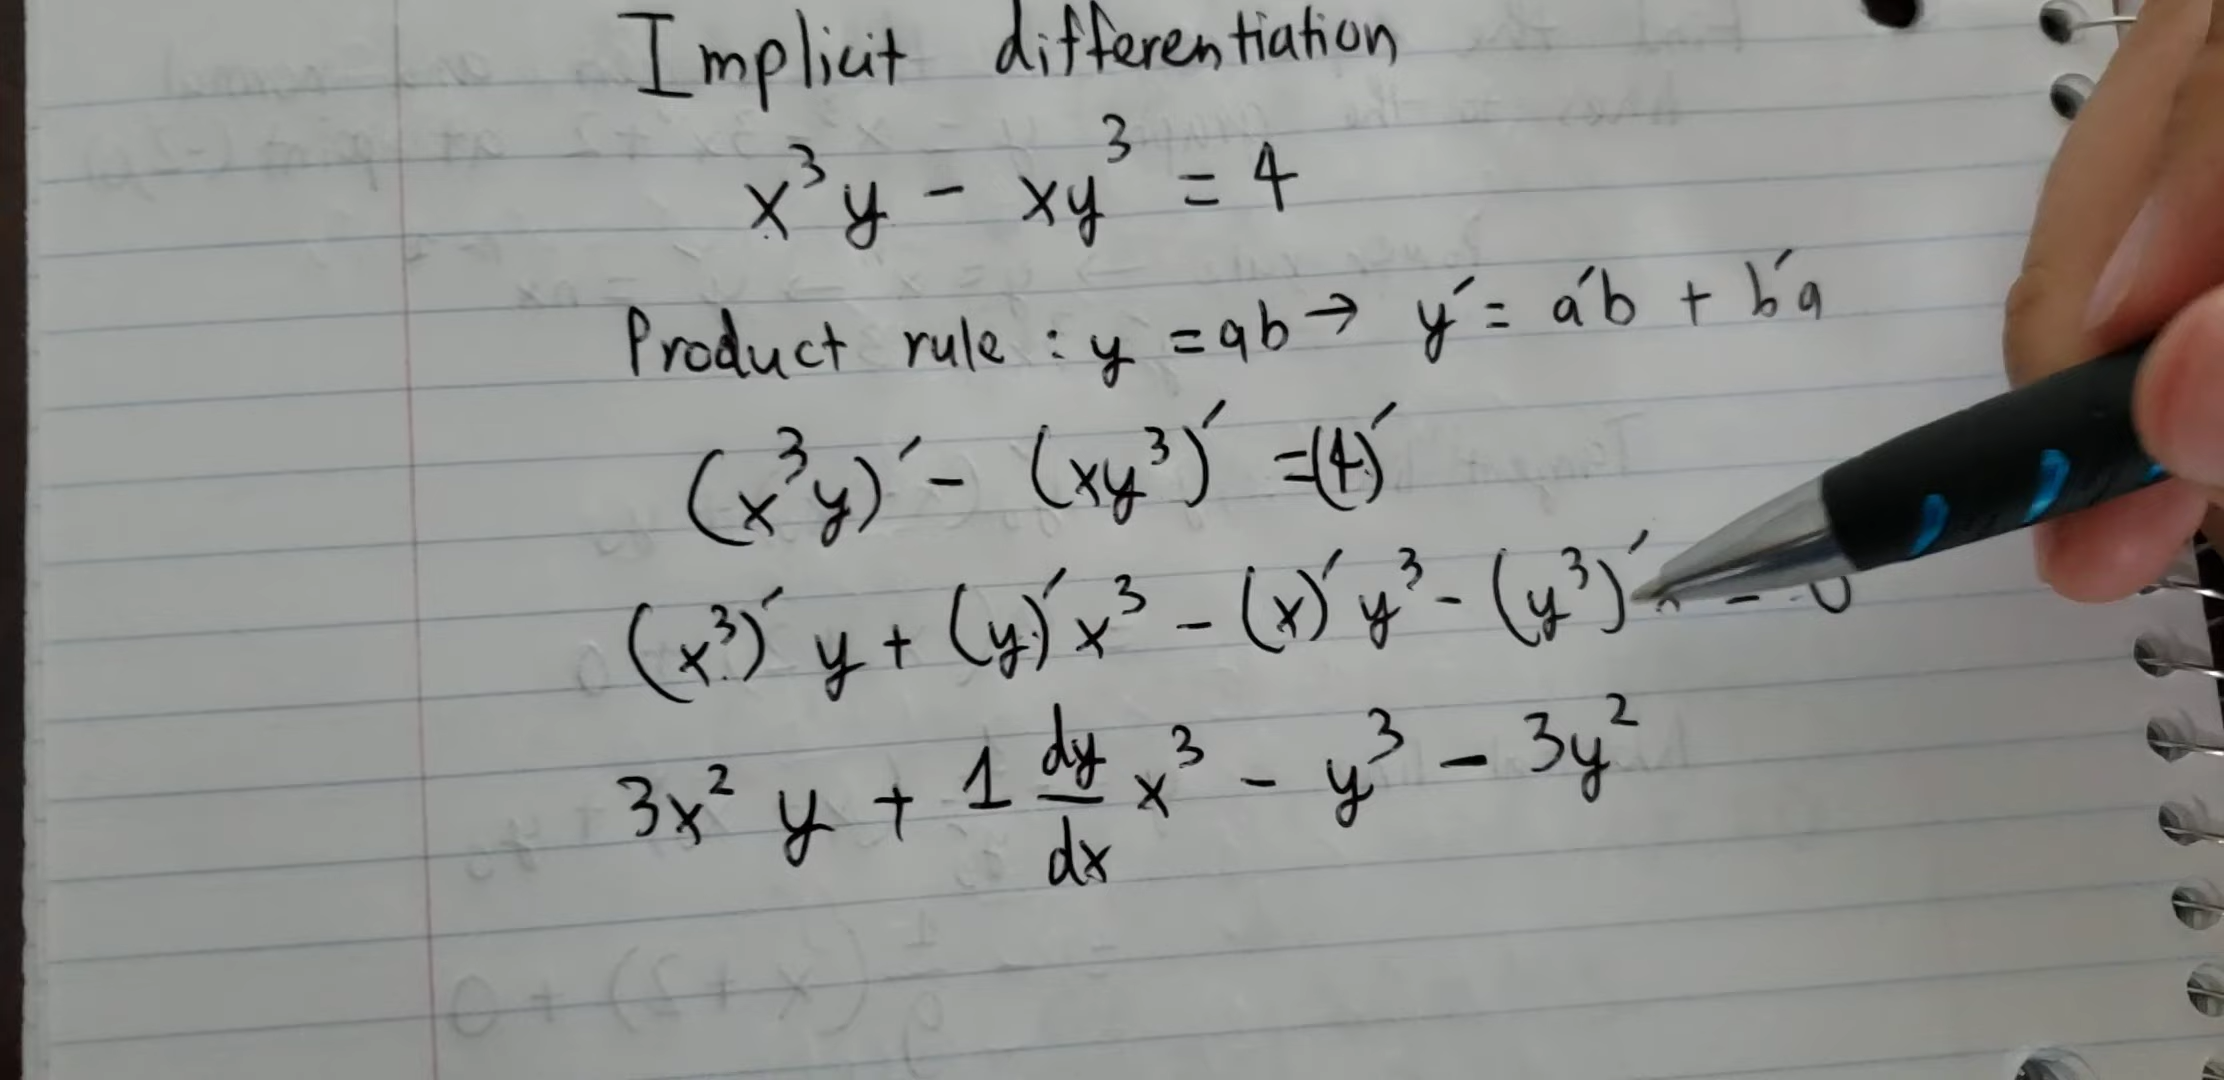 Implicit differentiation
x³y - xy³ = 4
Product rule : y = ab → y′ = a′b + b′a
(x³y)′ - (xy³)′ = (4)′
(x³)′ y + (y)′ x³ - (x)′ y³ - (y³)′ = 0
3x² y + 1 dy/dx x³ - y³ - 3y²